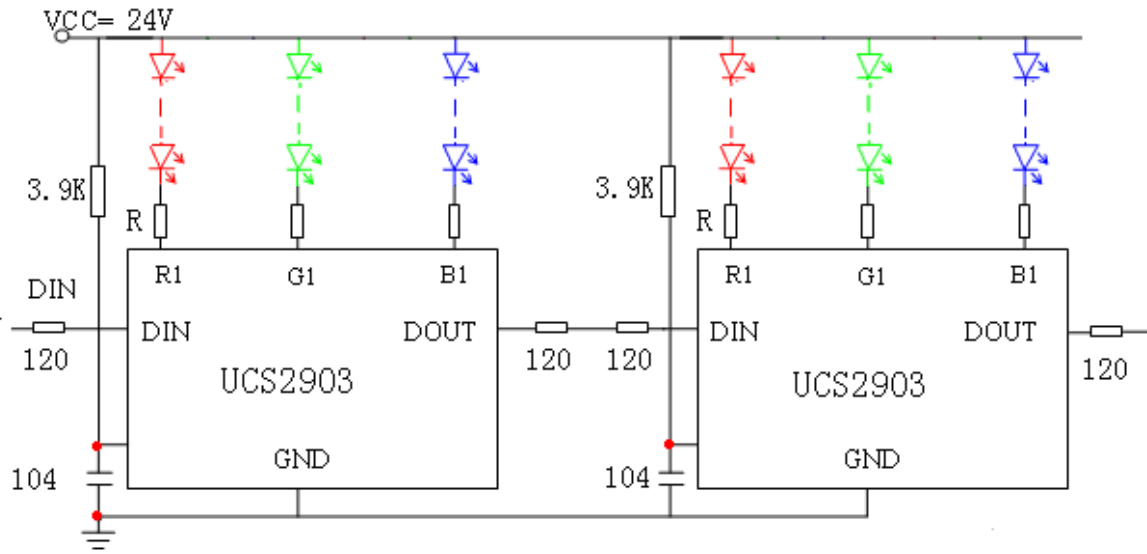 VCC= 24V
3.9K
3.9K
R
R
R1
G1
B1
R1
G1
B1
DIN
DIN
DOUT
DIN
DOUT
120
120
120
120
UCS2903
UCS2903
GND
GND
104
104